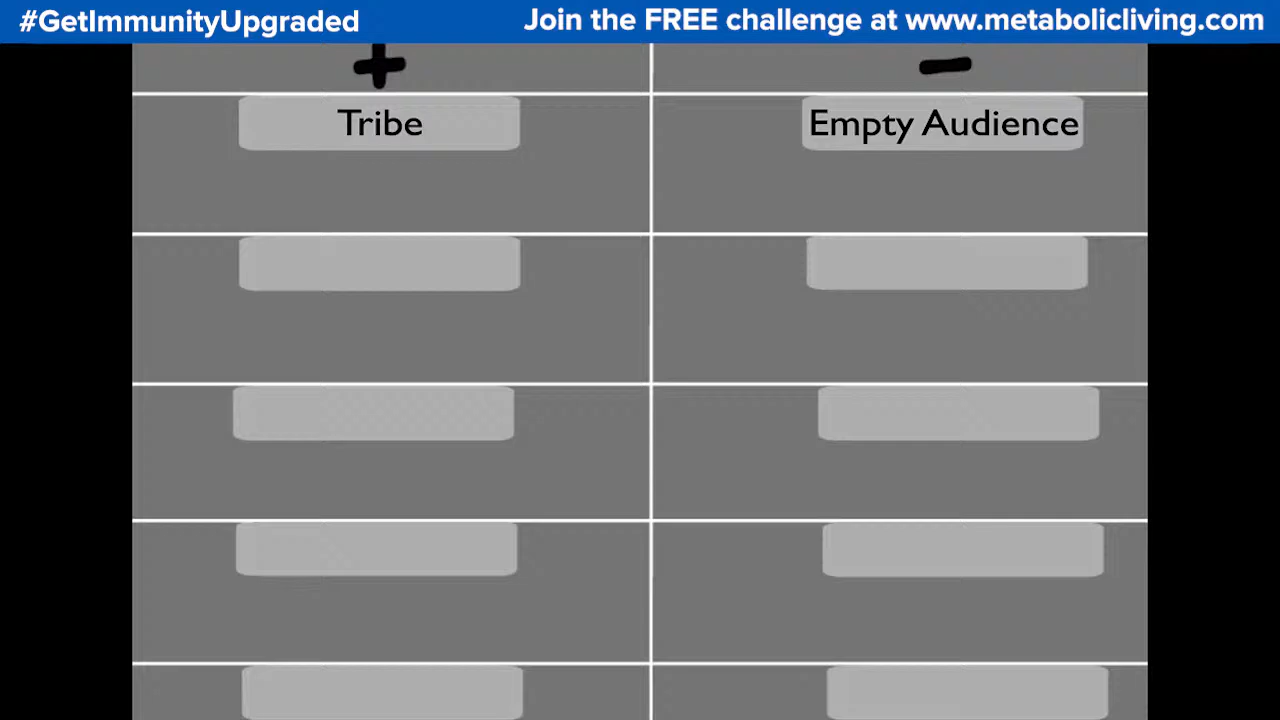 #GetImmunityUpgraded
Join the FREE challenge at www.metabolicliving.com
+
-
Tribe
Empty Audience